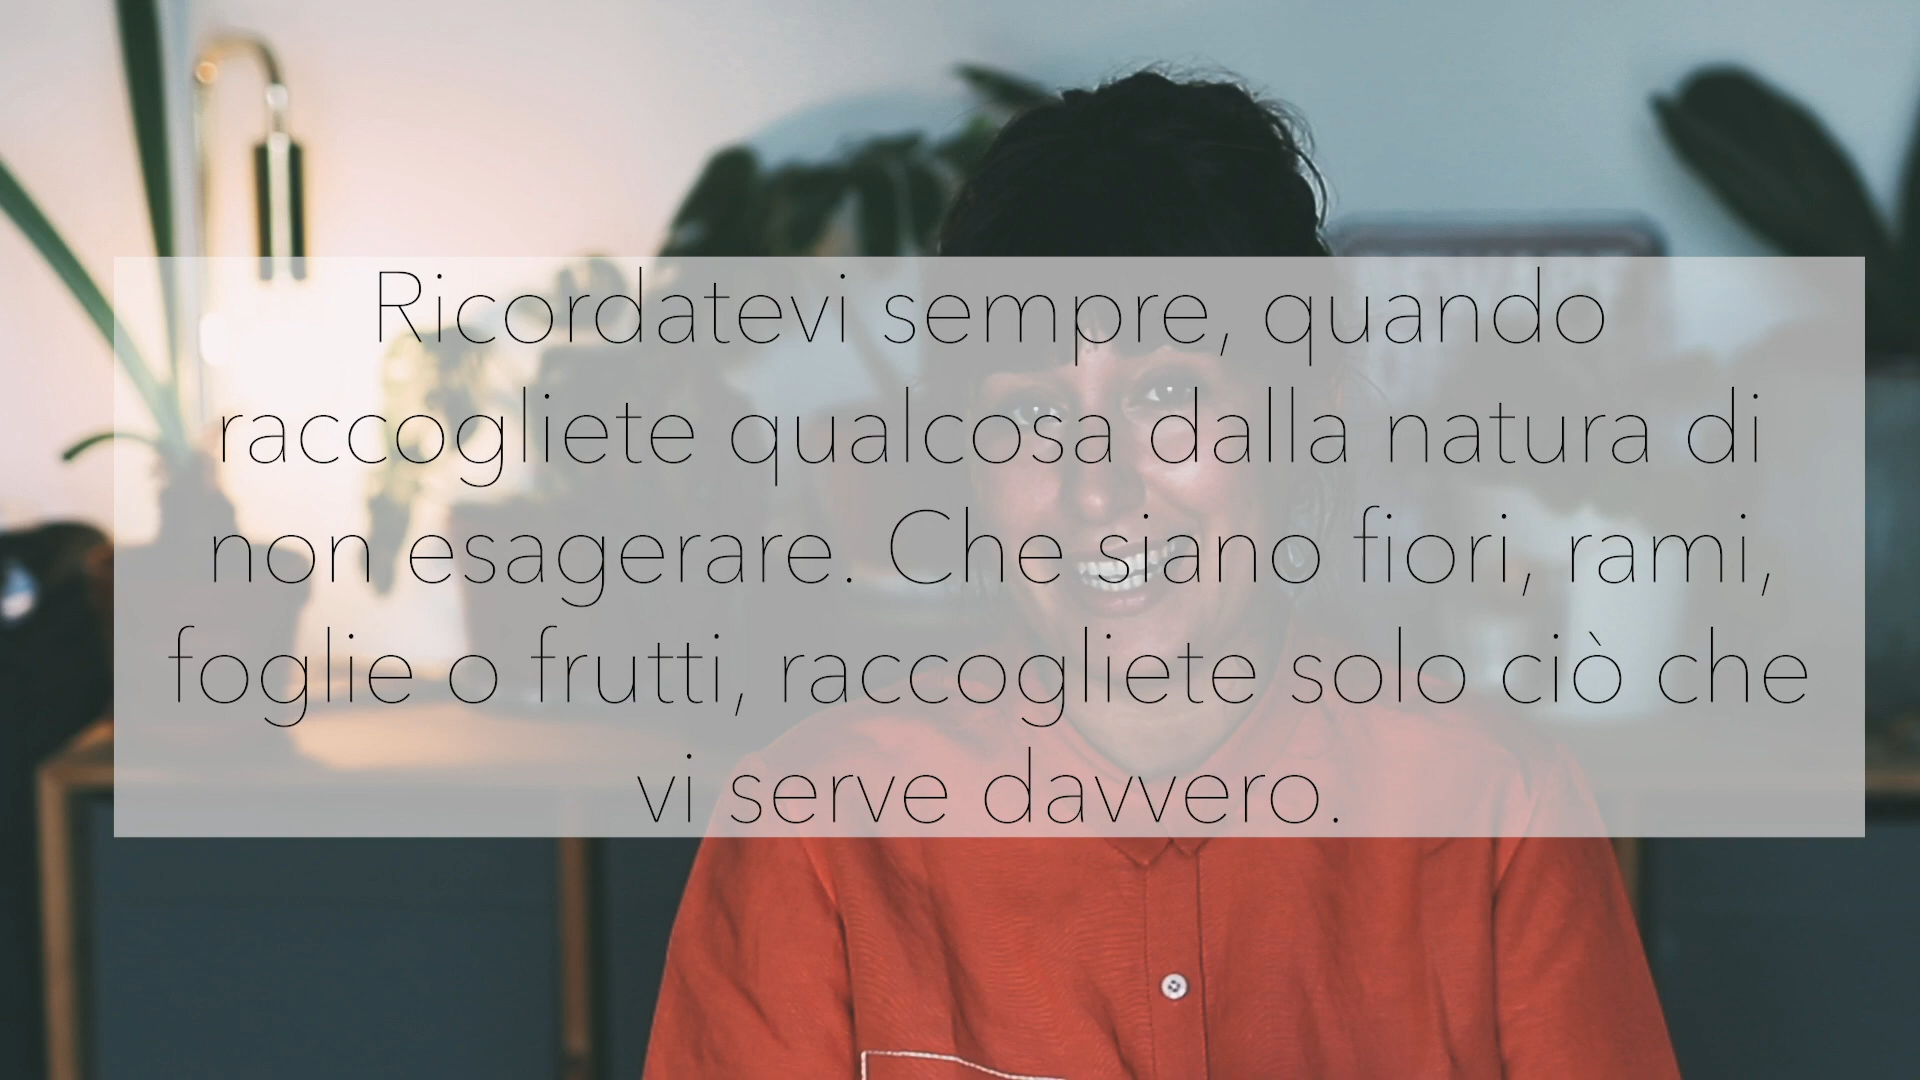 Ricordatevi sempre, quando
raccogliete qualcosa dalla natura di
non esagerare. Che siano fiori, rami,
foglie o frutti, raccogliete solo ciò che
vi serve davvero.